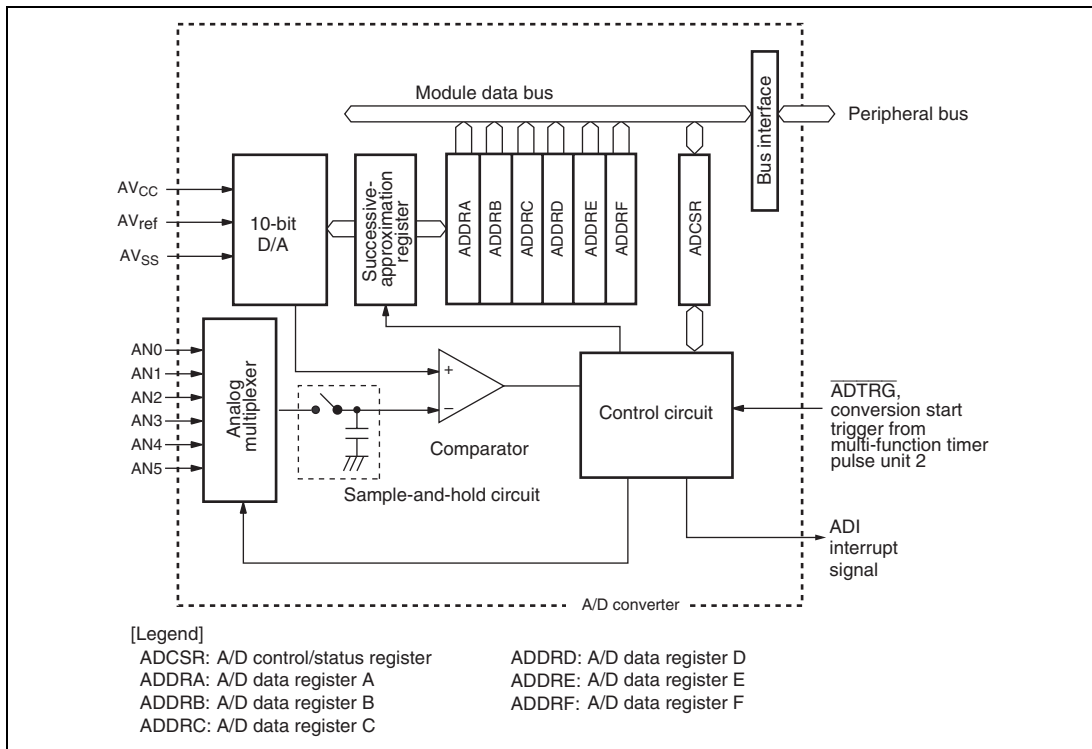 Module data bus
Bus interface
Peripheral bus
AVCC
AVref
AVSS
10-bit
D/A
Successive-
approximation
register
ADDRA
ADDRB
ADDRC
ADDRD
ADDRE
ADDRF
ADCSR
AN0
AN1
AN2
AN3
AN4
AN5
Analog
multiplexer
+
−
Comparator
Sample-and-hold circuit
Control circuit
ADTRG,
conversion start
trigger from
multi-function timer
pulse unit 2
ADI
interrupt
signal
A/D converter
[Legend]
ADCSR: A/D control/status register
ADDRA: A/D data register A
ADDRB: A/D data register B
ADDRC: A/D data register C
ADDRD: A/D data register D
ADDRE: A/D data register E
ADDRF: A/D data register F